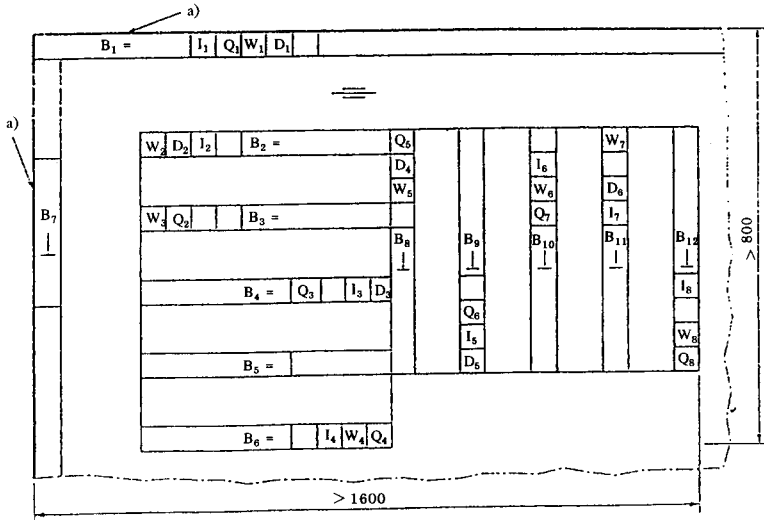 a)
B₁ = I₁ Q₁ W₁ D₁
a)
W₂ D₂ I₂ B₂ = Q₅ W₇
D₄ I₆
W₅ W₆ D₆
W₃ Q₂ B₃ = Q₇ I₇
B₇ B₈ B₉ B₁₀ B₁₁ B₁₂
B₄ = Q₃ I₃ D₃ I₈
Q₆
I₅ W₈
B₅ = D₅ Q₈
B₆ = I₄ W₄ Q₄
> 800
> 1600